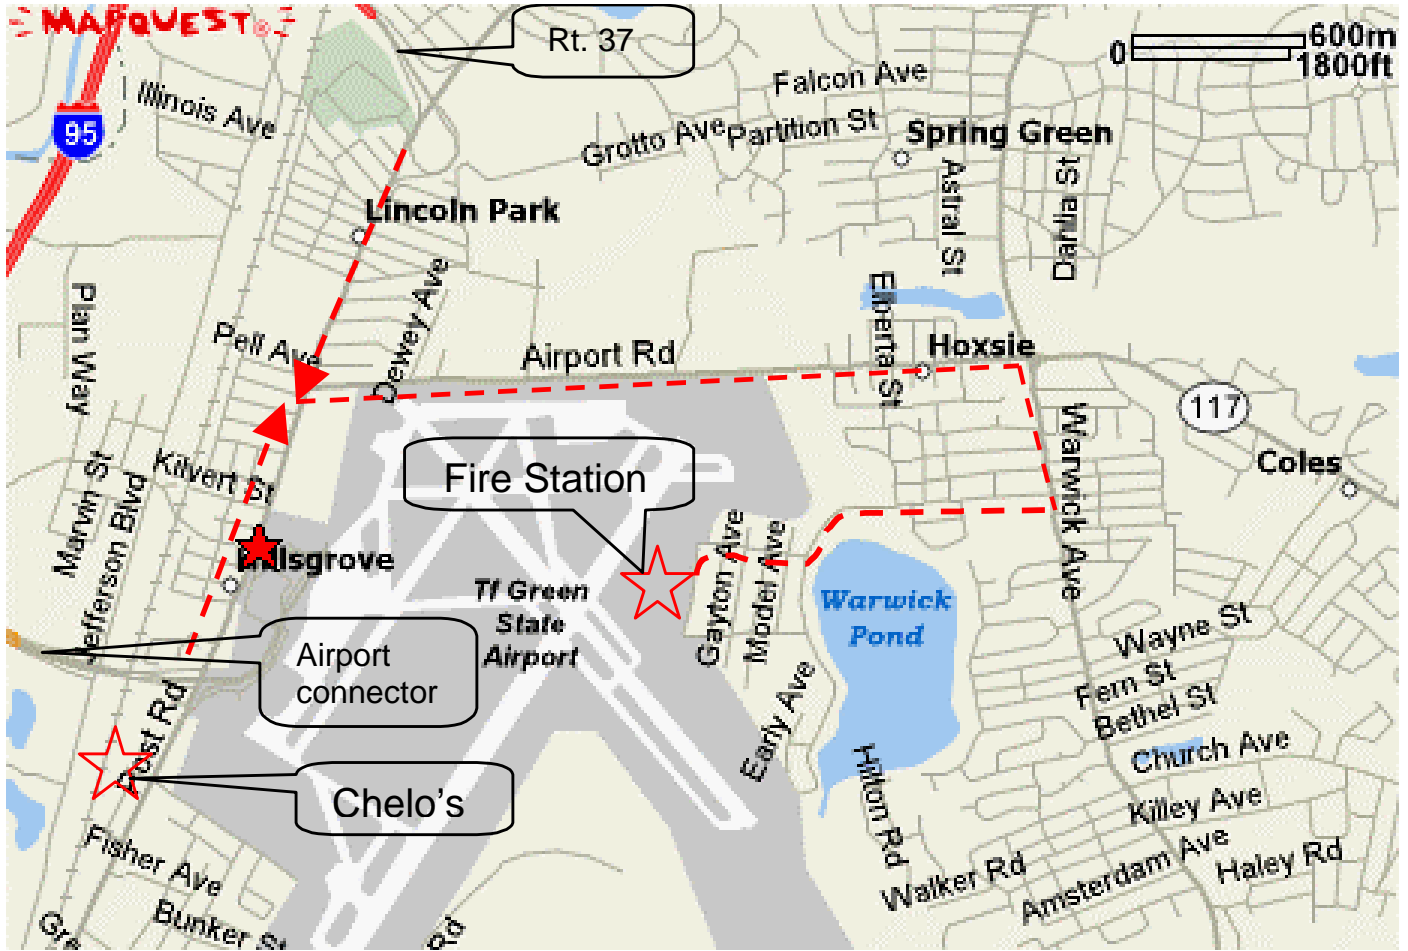 MAPQUEST®
Rt. 37
0
600m
1800ft
Falcon Ave
Illinois Ave
95
Grotto Ave
Partition St
Spring Green
Astral St
Dahlia St
Lincoln Park
Plan Way
Dewey Ave
Elberta St
Pell Ave
Airport Rd
Hoxsie
117
Warwick Ave
Coles
Kilvert St
Marvin St
Jefferson Blvd
Fire Station
Hillsgrove
Gayton Ave
Model Ave
Tf Green
State
Airport
Warwick
Pond
Wayne St
Airport
connector
Fern St
Bethel St
Early Ave
Post Rd
Church Ave
Hilton Rd
Chelo's
Killey Ave
Fisher Ave
Walker Rd
Amsterdam Ave
Haley Rd
Bunker St
Gre
Rd